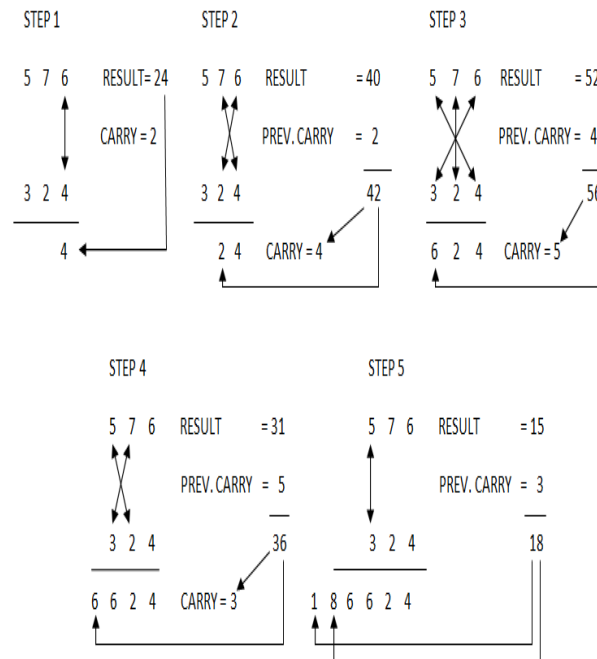 STEP 1
5 7 6 RESULT= 24
CARRY = 2
3 2 4
4
STEP 2
5 7 6 RESULT = 40
PREV. CARRY = 2
3 2 4 42
2 4 CARRY = 4
STEP 3
5 7 6 RESULT = 52
PREV. CARRY = 4
3 2 4 56
6 2 4 CARRY = 5
STEP 4
5 7 6 RESULT = 31
PREV. CARRY = 5
3 2 4 36
6 6 2 4 CARRY = 3
STEP 5
5 7 6 RESULT = 15
PREV. CARRY = 3
3 2 4 18
1 8 6 6 2 4